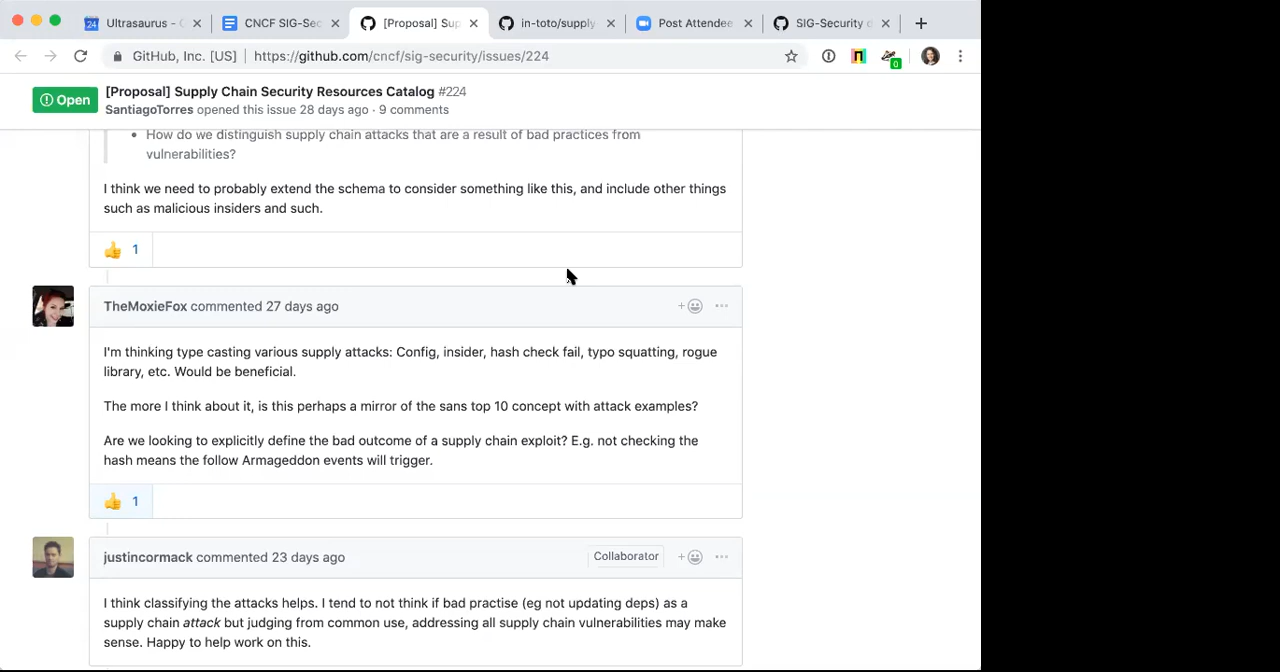 24 Ultrasaurus -
CNCF SIG-Sec
[Proposal] Sup
in-toto/supply
Post Attendee
SIG-Security d
GitHub, Inc. [US] | https://github.com/cncf/sig-security/issues/224
0
Open
[Proposal] Supply Chain Security Resources Catalog #224
SantiagoTorres opened this issue 28 days ago · 9 comments
• How do we distinguish supply chain attacks that are a result of bad practices from
vulnerabilities?
I think we need to probably extend the schema to consider something like this, and include other things
such as malicious insiders and such.
👍 1
TheMoxieFox commented 27 days ago
I'm thinking type casting various supply attacks: Config, insider, hash check fail, typo squatting, rogue
library, etc. Would be beneficial.
The more I think about it, is this perhaps a mirror of the sans top 10 concept with attack examples?
Are we looking to explicitly define the bad outcome of a supply chain exploit? E.g. not checking the
hash means the follow Armageddon events will trigger.
👍 1
justincormack commented 23 days ago
Collaborator
I think classifying the attacks helps. I tend to not think if bad practise (eg not updating deps) as a
supply chain attack but judging from common use, addressing all supply chain vulnerabilities may make
sense. Happy to help work on this.